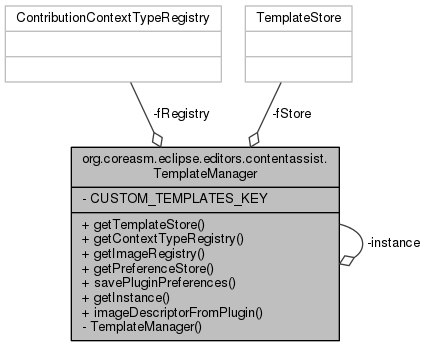 ContributionContextTypeRegistry
TemplateStore
-fRegistry
-fStore
org.coreasm.eclipse.editors.contentassist.
TemplateManager
- CUSTOM_TEMPLATES_KEY
+ getTemplateStore()
+ getContextTypeRegistry()
+ getImageRegistry()
+ getPreferenceStore()
+ savePluginPreferences()
+ getInstance()
+ imageDescriptorFromPlugin()
- TemplateManager()
-instance